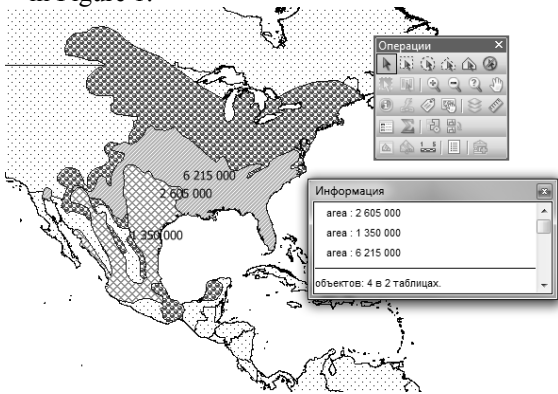 in Figure 6.
Операции
6 215 000
2 605 000
1 350 000
Информация
area : 2 605 000
area : 1 350 000
area : 6 215 000
объектов: 4 в 2 таблицах.